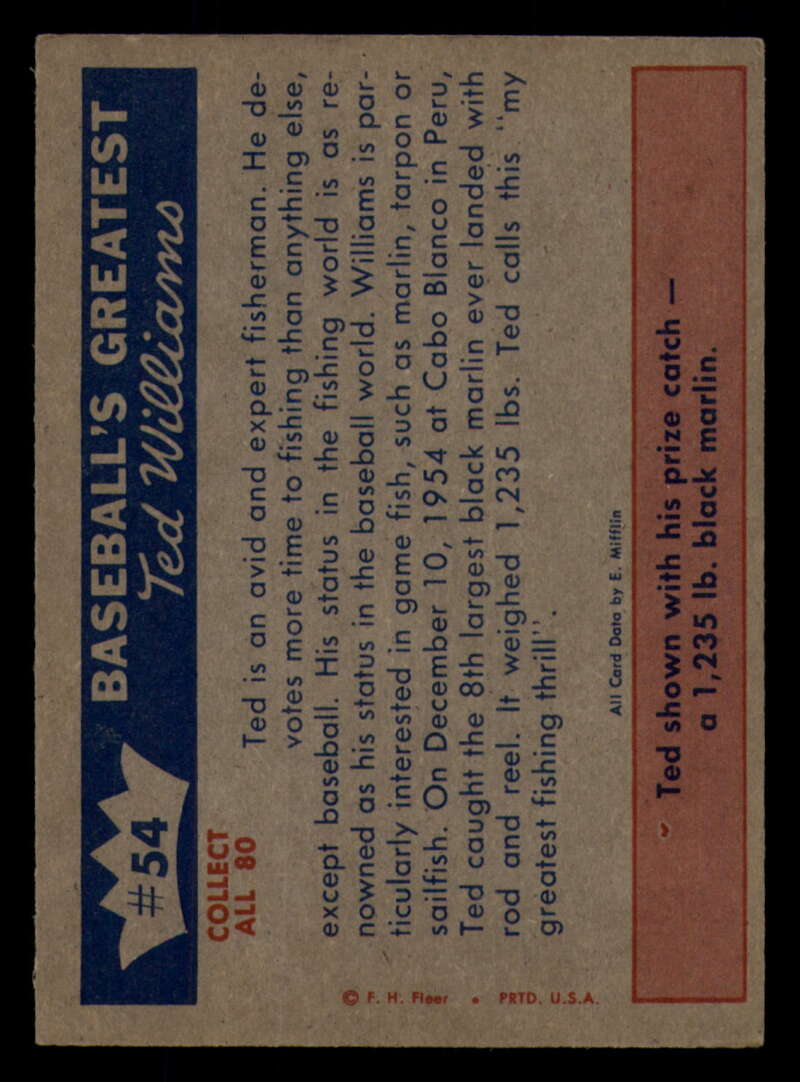 #54
BASEBALL'S GREATEST
Ted Williams
COLLECT
ALL 80
Ted is an avid and expert fisherman. He de-
votes more time to fishing than anything else,
except baseball. His status in the fishing world is as re-
nowned as his status in the baseball world. Williams is par-
ticularly interested in game fish, such as marlin, tarpon or
sailfish. On December 10, 1954 at Cabo Blanco in Peru,
Ted caught the 8th largest black marlin ever landed with
rod and reel. It weighed 1,235 lbs. Ted calls this "my
greatest fishing thrill".
© F. H. Fleer • PRTD. U.S.A.
All Card Data by E. Mifflin
Ted shown with his prize catch —
a 1,235 lb. black marlin.